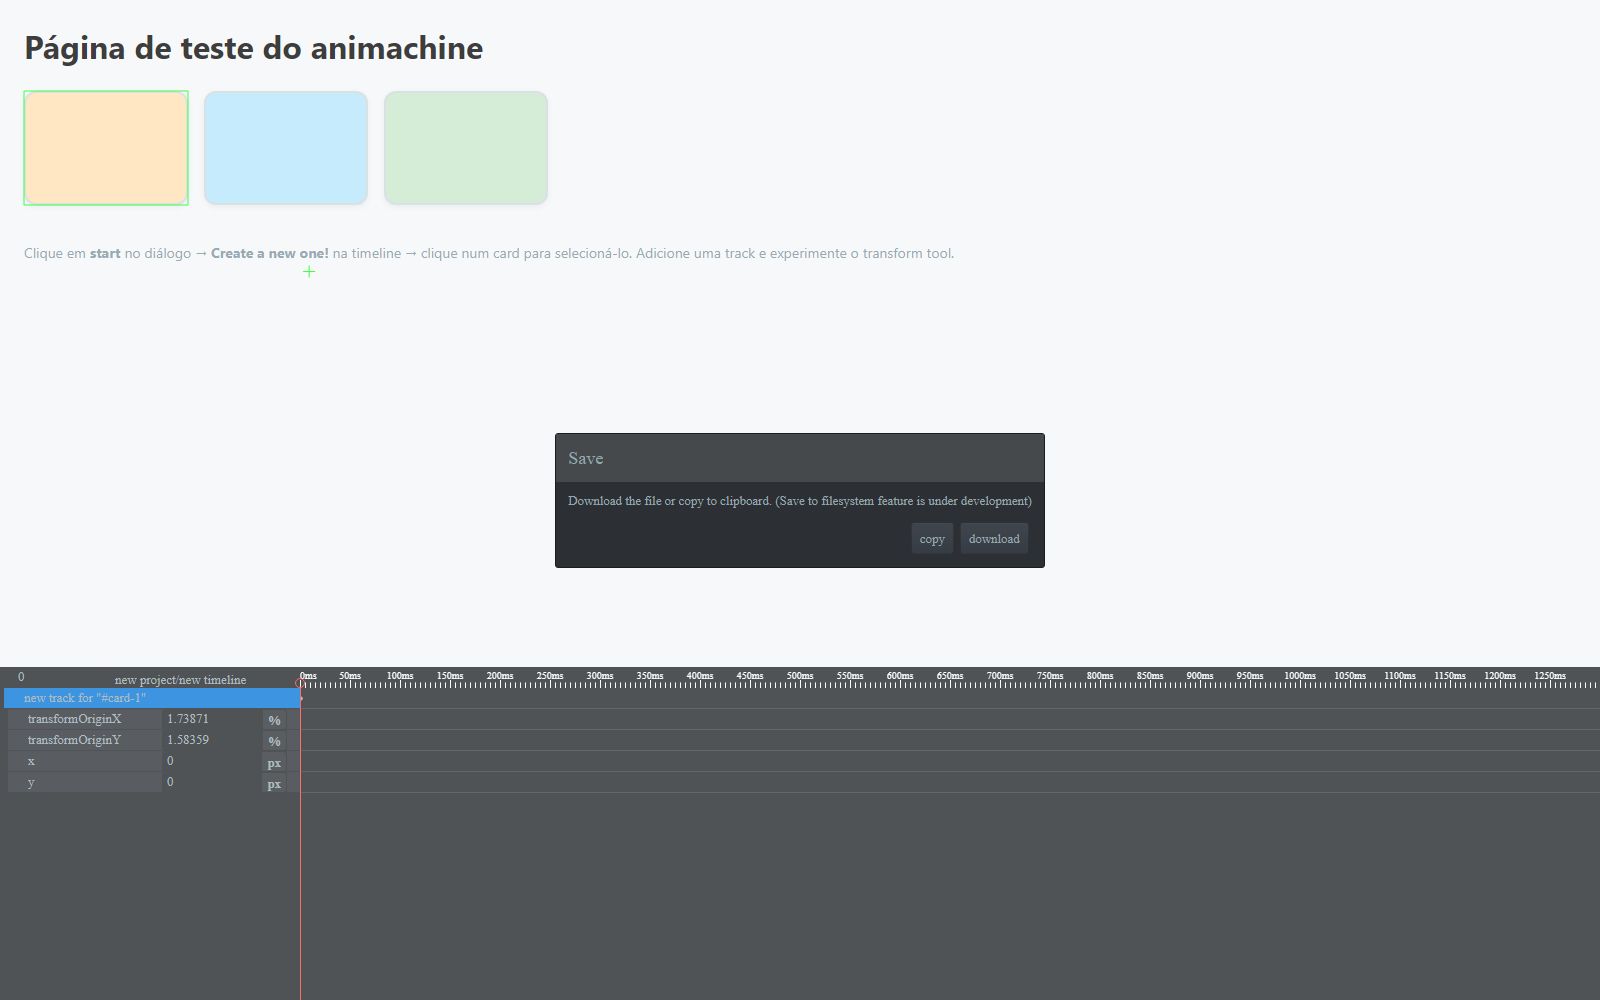 Página de teste do animachine
Clique em start no diálogo → Create a new one! na timeline → clique num card para selecioná-lo. Adicione uma track e experimente o transform tool.
Save
Download the file or copy to clipboard. (Save to filesystem feature is under development)
copy download
0 new project/new timeline 0ms 50ms 100ms 150ms 200ms 250ms 300ms 350ms 400ms 450ms 500ms 550ms 600ms 650ms 700ms 750ms 800ms 850ms 900ms 950ms 1000ms 1050ms 1100ms 1150ms 1200ms 1250ms
new track for "#card-1"
transformOriginX 1.73871 %
transformOriginY 1.58359 %
x 0 px
y 0 px